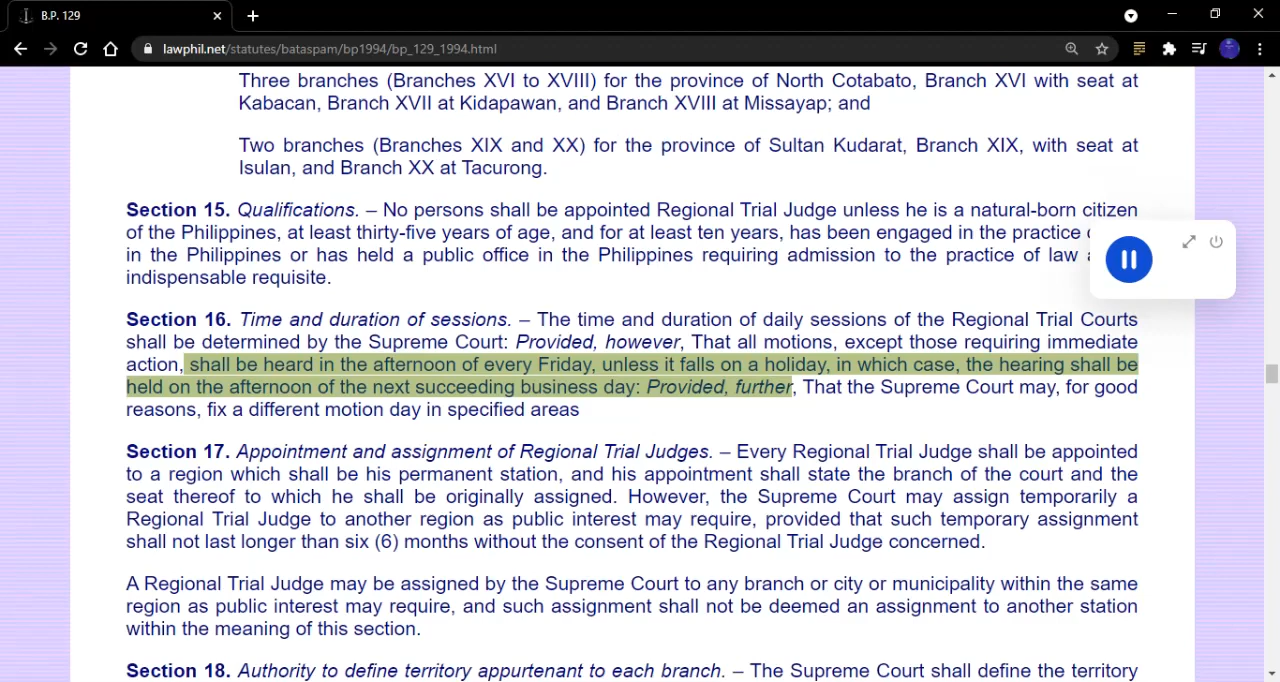 B.P. 129
lawphil.net/statutes/bataspam/bp1994/bp_129_1994.html
Three branches (Branches XVI to XVIII) for the province of North Cotabato, Branch XVI with seat at
Kabacan, Branch XVII at Kidapawan, and Branch XVIII at Missayap; and
Two branches (Branches XIX and XX) for the province of Sultan Kudarat, Branch XIX, with seat at
Isulan, and Branch XX at Tacurong.
Section 15. Qualifications. – No persons shall be appointed Regional Trial Judge unless he is a natural-born citizen
of the Philippines, at least thirty-five years of age, and for at least ten years, has been engaged in the practice
in the Philippines or has held a public office in the Philippines requiring admission to the practice of law
indispensable requisite.
Section 16. Time and duration of sessions. – The time and duration of daily sessions of the Regional Trial Courts
shall be determined by the Supreme Court: Provided, however, That all motions, except those requiring immediate
action, shall be heard in the afternoon of every Friday, unless it falls on a holiday, in which case, the hearing shall be
held on the afternoon of the next succeeding business day: Provided, further, That the Supreme Court may, for good
reasons, fix a different motion day in specified areas
Section 17. Appointment and assignment of Regional Trial Judges. – Every Regional Trial Judge shall be appointed
to a region which shall be his permanent station, and his appointment shall state the branch of the court and the
seat thereof to which he shall be originally assigned. However, the Supreme Court may assign temporarily a
Regional Trial Judge to another region as public interest may require, provided that such temporary assignment
shall not last longer than six (6) months without the consent of the Regional Trial Judge concerned.
A Regional Trial Judge may be assigned by the Supreme Court to any branch or city or municipality within the same
region as public interest may require, and such assignment shall not be deemed an assignment to another station
within the meaning of this section.
Section 18. Authority to define territory appurtenant to each branch. – The Supreme Court shall define the territory